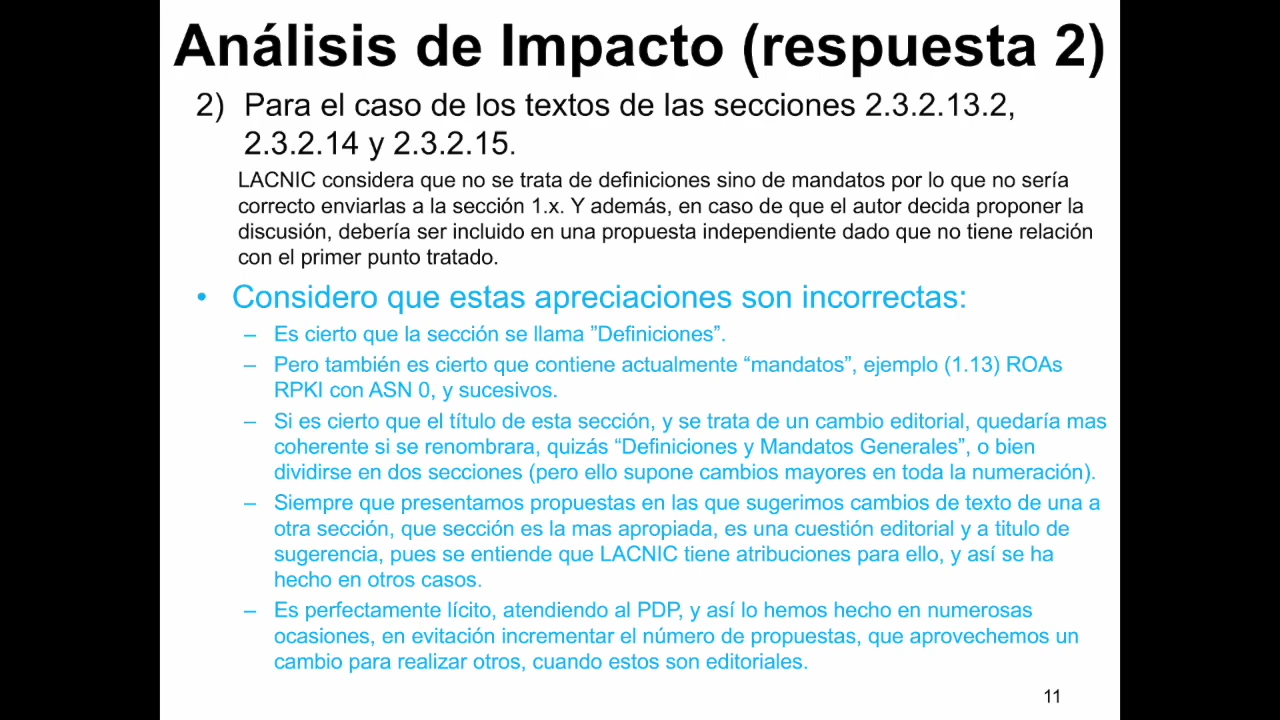 Análisis de Impacto (respuesta 2)
2) Para el caso de los textos de las secciones 2.3.2.13.2,
2.3.2.14 y 2.3.2.15.
LACNIC considera que no se trata de definiciones sino de mandatos por lo que no sería
correcto enviarlas a la sección 1.x. Y además, en caso de que el autor decida proponer la
discusión, debería ser incluido en una propuesta independiente dado que no tiene relación
con el primer punto tratado.
• Considero que estas apreciaciones son incorrectas:
– Es cierto que la sección se llama ”Definiciones”.
– Pero también es cierto que contiene actualmente “mandatos”, ejemplo (1.13) ROAs
RPKI con ASN 0, y sucesivos.
– Si es cierto que el título de esta sección, y se trata de un cambio editorial, quedaría mas
coherente si se renombrara, quizás “Definiciones y Mandatos Generales”, o bien
dividirse en dos secciones (pero ello supone cambios mayores en toda la numeración).
– Siempre que presentamos propuestas en las que sugerimos cambios de texto de una a
otra sección, que sección es la mas apropiada, es una cuestión editorial y a titulo de
sugerencia, pues se entiende que LACNIC tiene atribuciones para ello, y así se ha
hecho en otros casos.
– Es perfectamente lícito, atendiendo al PDP, y así lo hemos hecho en numerosas
ocasiones, en evitación incrementar el número de propuestas, que aprovechemos un
cambio para realizar otros, cuando estos son editoriales.
11